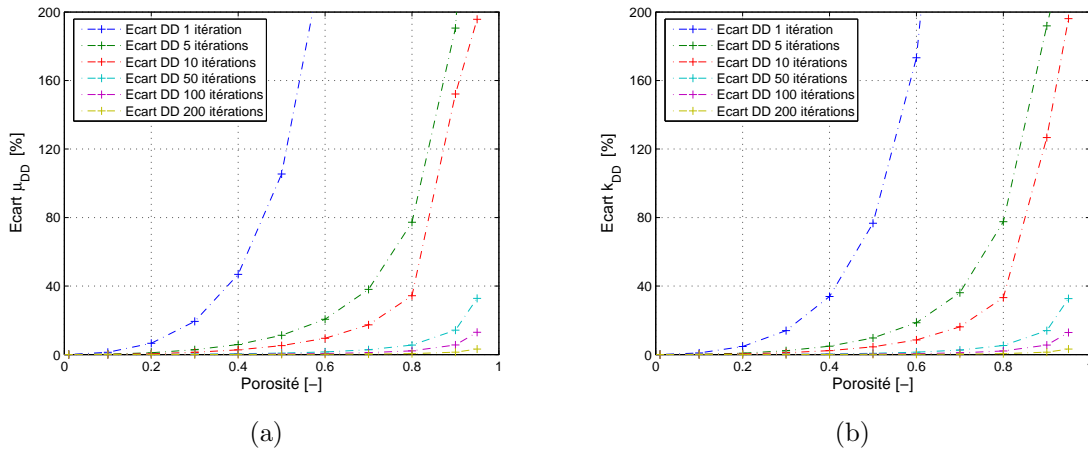 200
160
120
80
40
0
0
0.2
0.4
0.6
0.8
1
Ecart μDD [%]
Porosité [−]
Ecart DD 1 itération
Ecart DD 5 itérations
Ecart DD 10 itérations
Ecart DD 50 itérations
Ecart DD 100 itérations
Ecart DD 200 itérations
(a)
200
160
120
80
40
0
0
0.2
0.4
0.6
0.8
1
Ecart kDD [%]
Porosité [−]
Ecart DD 1 itération
Ecart DD 5 itérations
Ecart DD 10 itérations
Ecart DD 50 itérations
Ecart DD 100 itérations
Ecart DD 200 itérations
(b)